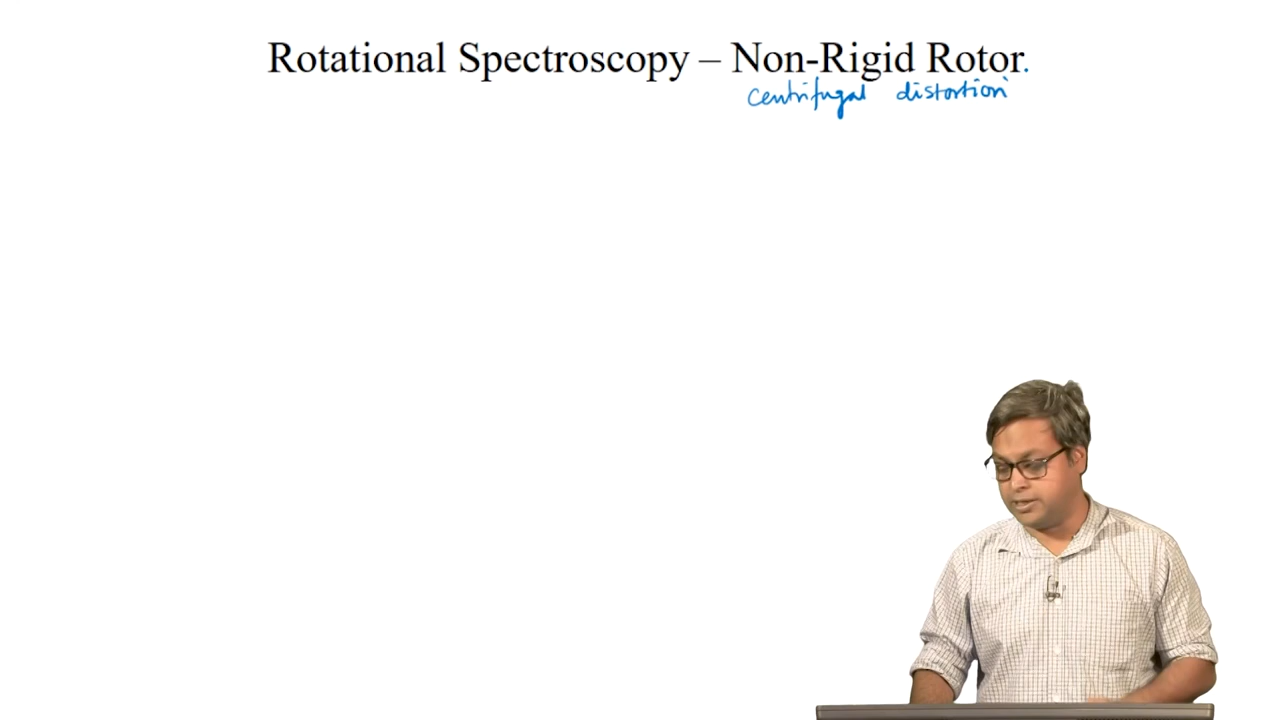 Rotational Spectroscopy – Non-Rigid Rotor.
centrifugal distortion